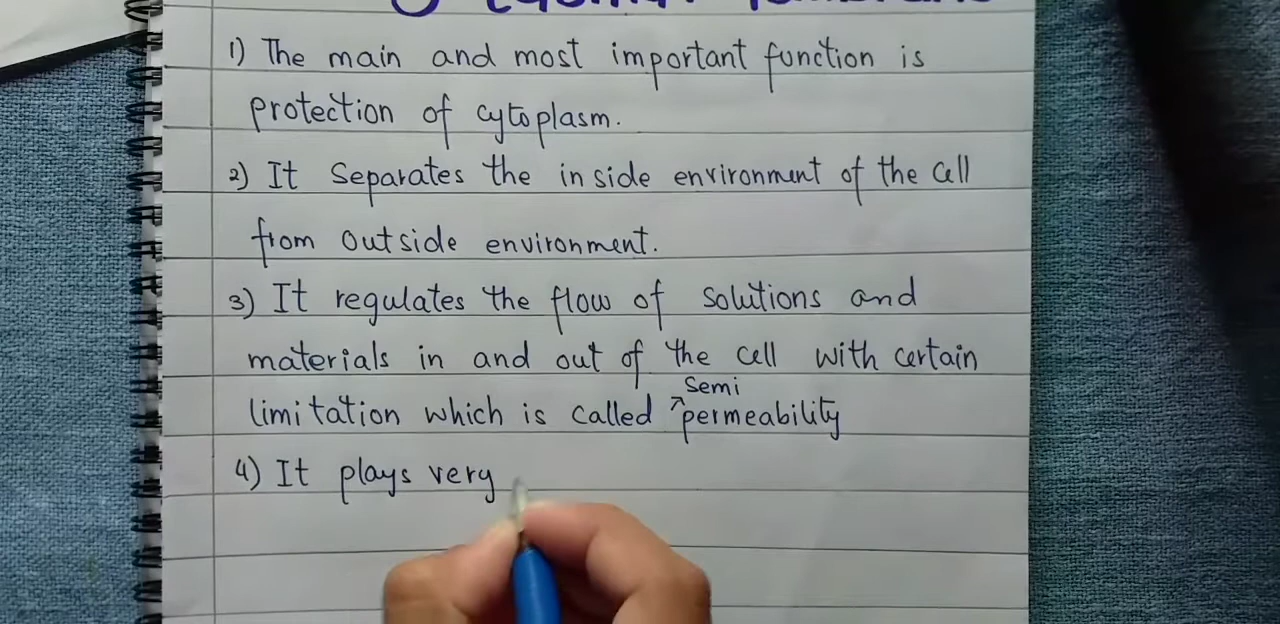 1) The main and most important function is
protection of cytoplasm.
2) It Separates the inside environment of the Cell
from outside environment.
3) It regulates the flow of solutions and
materials in and out of the cell with certain
Semi
limitation which is called permeability
4) It plays very